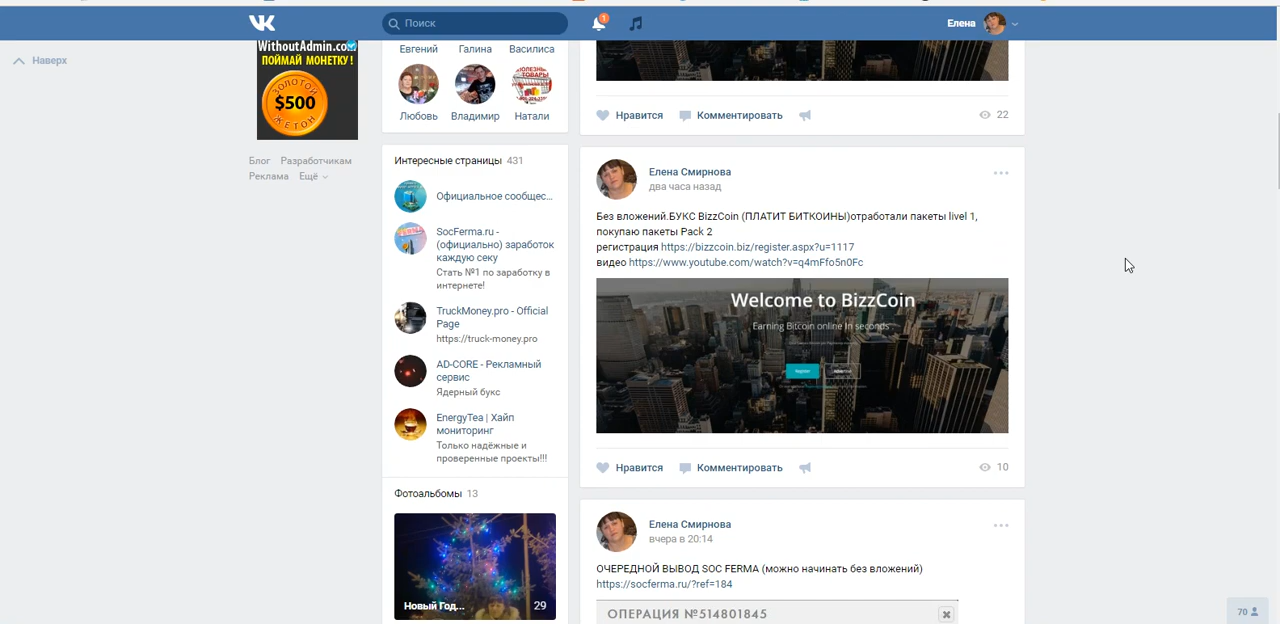 Поиск
1
Елена
Наверх
WithoutAdmin.com
ПОЙМАЙ МОНЕТКУ!
ЗОЛОТОЙ
$500
ЖЕТОН
Блог Разработчикам
Реклама Ещё
Евгений Галина Василиса
Любовь Владимир Натали
Интересные страницы 431
Официальное сообщес...
SocFerma.ru -
(официально) заработок
каждую секу
Стать №1 по заработку в
интернете!
TruckMoney.pro - Official
Page
https://truck-money.pro
AD-CORE - Рекламный
сервис
Ядерный букс
EnergyTea | Хайп
мониторинг
Только надёжные и
проверенные проекты!!!
Фотоальбомы 13
Новый Год... 29
Нравится Комментировать 22
Елена Смирнова
два часа назад
Без вложений.БУКС BizzCoin (ПЛАТИТ БИТКОИНЫ)отработали пакеты livel 1,
покупаю пакеты Pack 2
регистрация https://bizzcoin.biz/register.aspx?u=1117
видео https://www.youtube.com/watch?v=q4mFfo5n0Fc
Welcome to BizzCoin
Earning Bitcoin online In seconds
Register
Нравится Комментировать 10
Елена Смирнова
вчера в 20:14
ОЧЕРЕДНОЙ ВЫВОД SOC FERMA (можно начинать без вложений)
https://socferma.ru/?ref=184
ОПЕРАЦИЯ №514801845
70